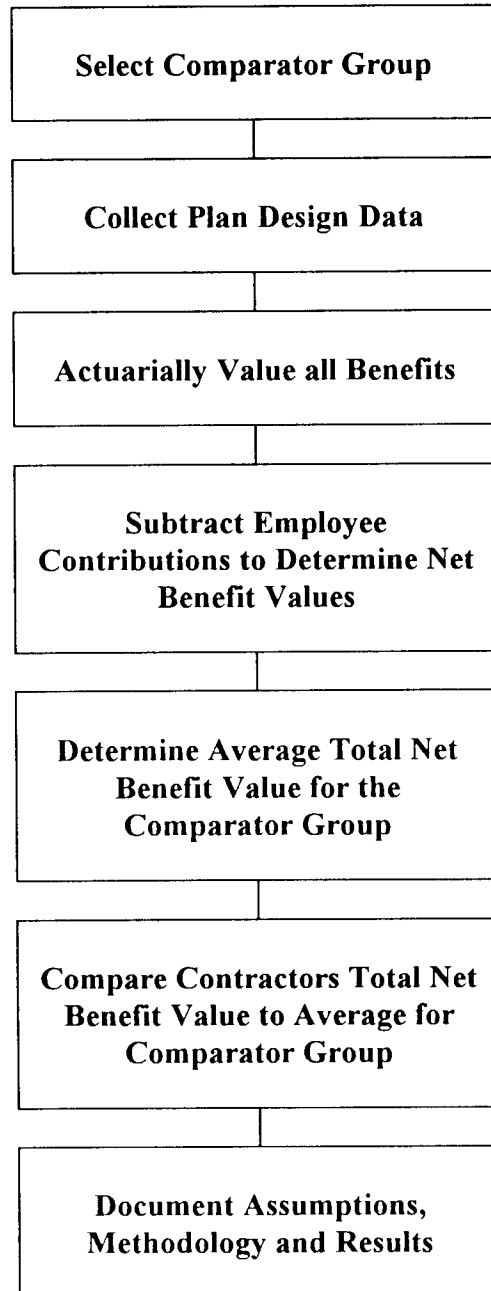 Select Comparator Group
Collect Plan Design Data
Actuarially Value all Benefits
Subtract Employee
Contributions to Determine Net
Benefit Values
Determine Average Total Net
Benefit Value for the
Comparator Group
Compare Contractors Total Net
Benefit Value to Average for
Comparator Group
Document Assumptions,
Methodology and Results